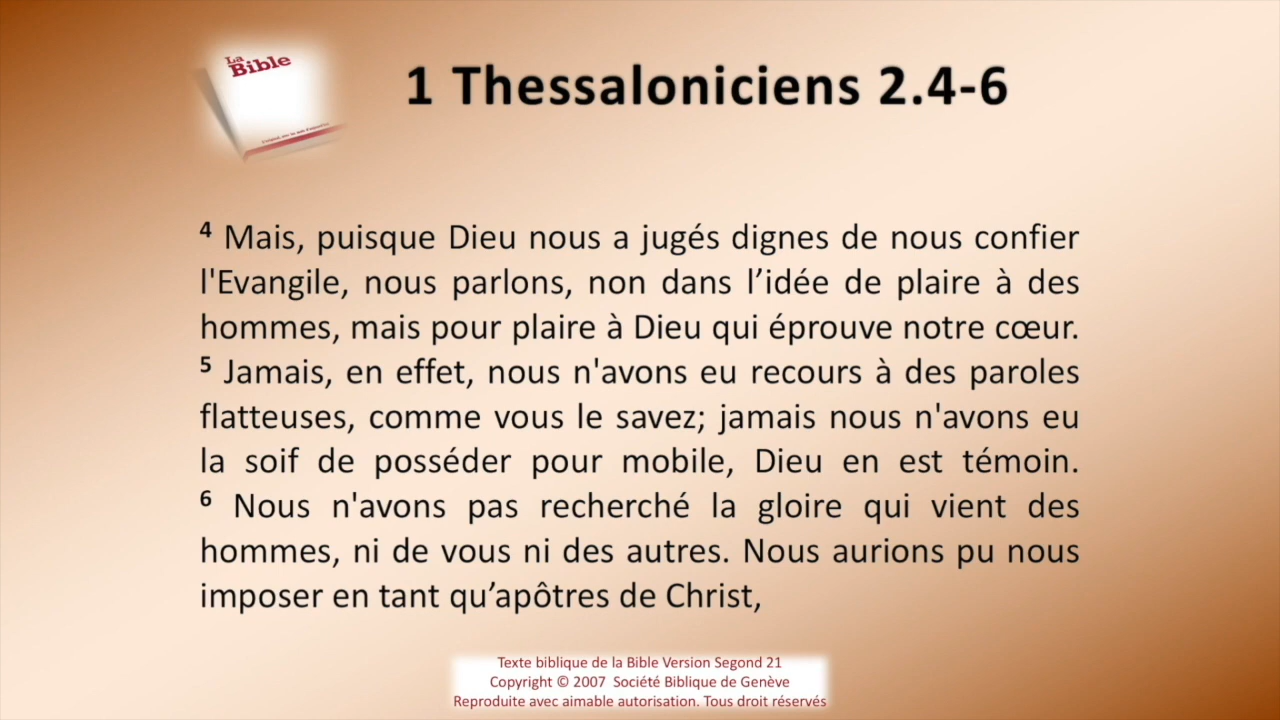 La
Bible
1 Thessaloniciens 2.4-6
4 Mais, puisque Dieu nous a jugés dignes de nous confier
l'Evangile, nous parlons, non dans l’idée de plaire à des
hommes, mais pour plaire à Dieu qui éprouve notre cœur.
5 Jamais, en effet, nous n'avons eu recours à des paroles
flatteuses, comme vous le savez; jamais nous n'avons eu
la soif de posséder pour mobile, Dieu en est témoin.
6 Nous n'avons pas recherché la gloire qui vient des
hommes, ni de vous ni des autres. Nous aurions pu nous
imposer en tant qu’apôtres de Christ,
Texte biblique de la Bible Version Segond 21
Copyright © 2007 Société Biblique de Genève
Reproduite avec aimable autorisation. Tous droit réservés